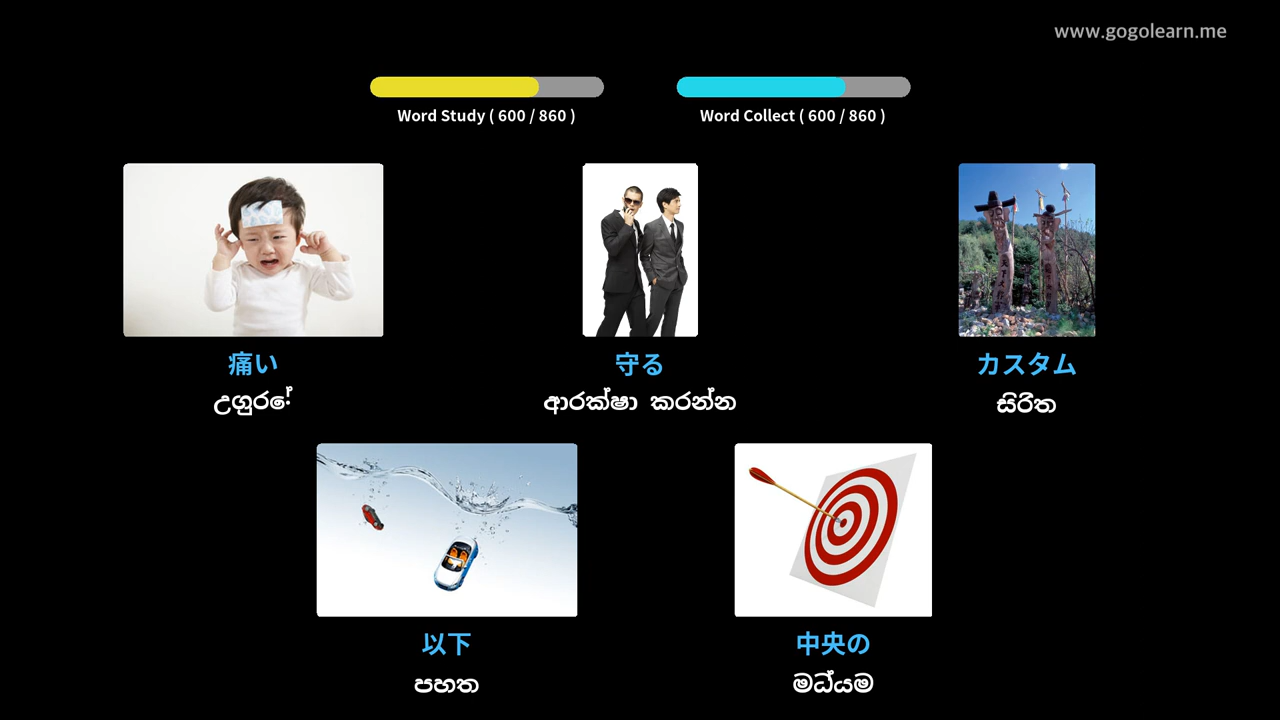 www.gogolearn.me
Word Study ( 600 / 860 )
Word Collect ( 600 / 860 )
痛い
උගුරේ
守る
ආරක්ෂා කරන්න
カスタム
සිරිත
以下
පහත
中央の
මධ්යම